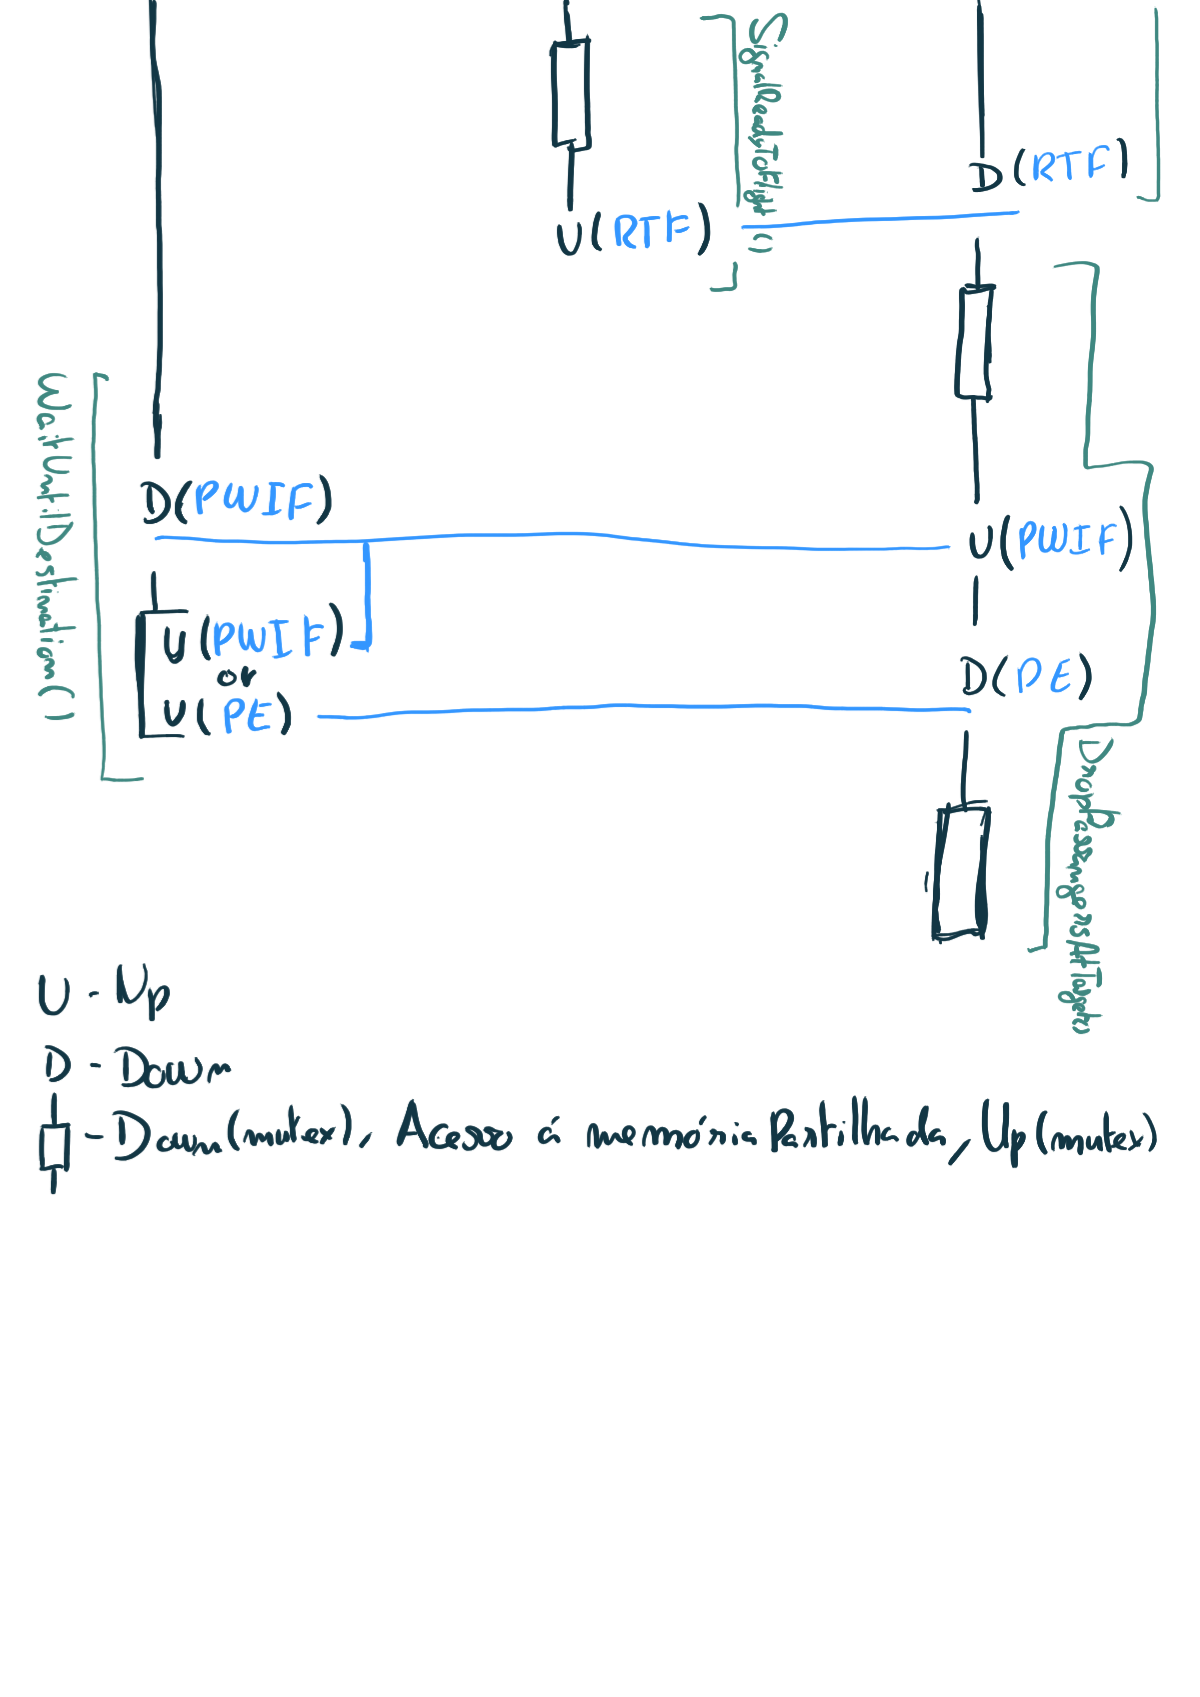 SignalReadyToFlight ()
D (RTF)
U (RTF)
WaitUntilDestination ()
D (PWIF)
U (PWIF)
U (PWIF)
or
U (PE)
D (PE)
DropPassengersAtTarget()
U - Up
D - Down
- Down (mutex), Acesso á memória Partilhada, Up (mutex)